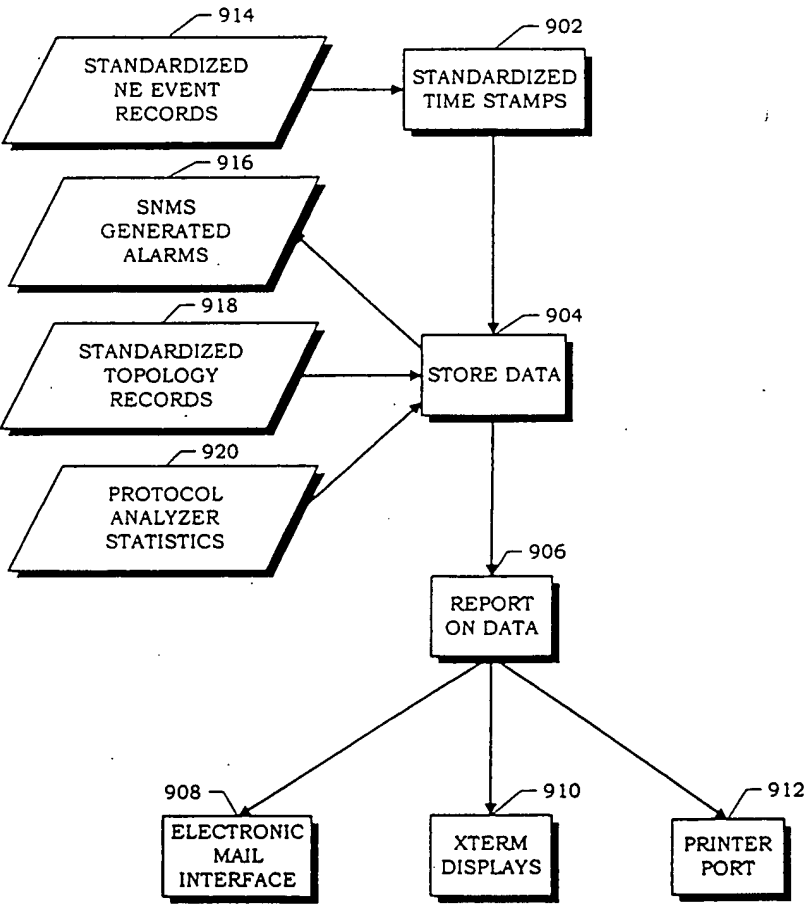 914
STANDARDIZED
NE EVENT
RECORDS
902
STANDARDIZED
TIME STAMPS
916
SNMS
GENERATED
ALARMS
918
STANDARDIZED
TOPOLOGY
RECORDS
904
STORE DATA
920
PROTOCOL
ANALYZER
STATISTICS
906
REPORT
ON DATA
908
ELECTRONIC
MAIL
INTERFACE
910
XTERM
DISPLAYS
912
PRINTER
PORT